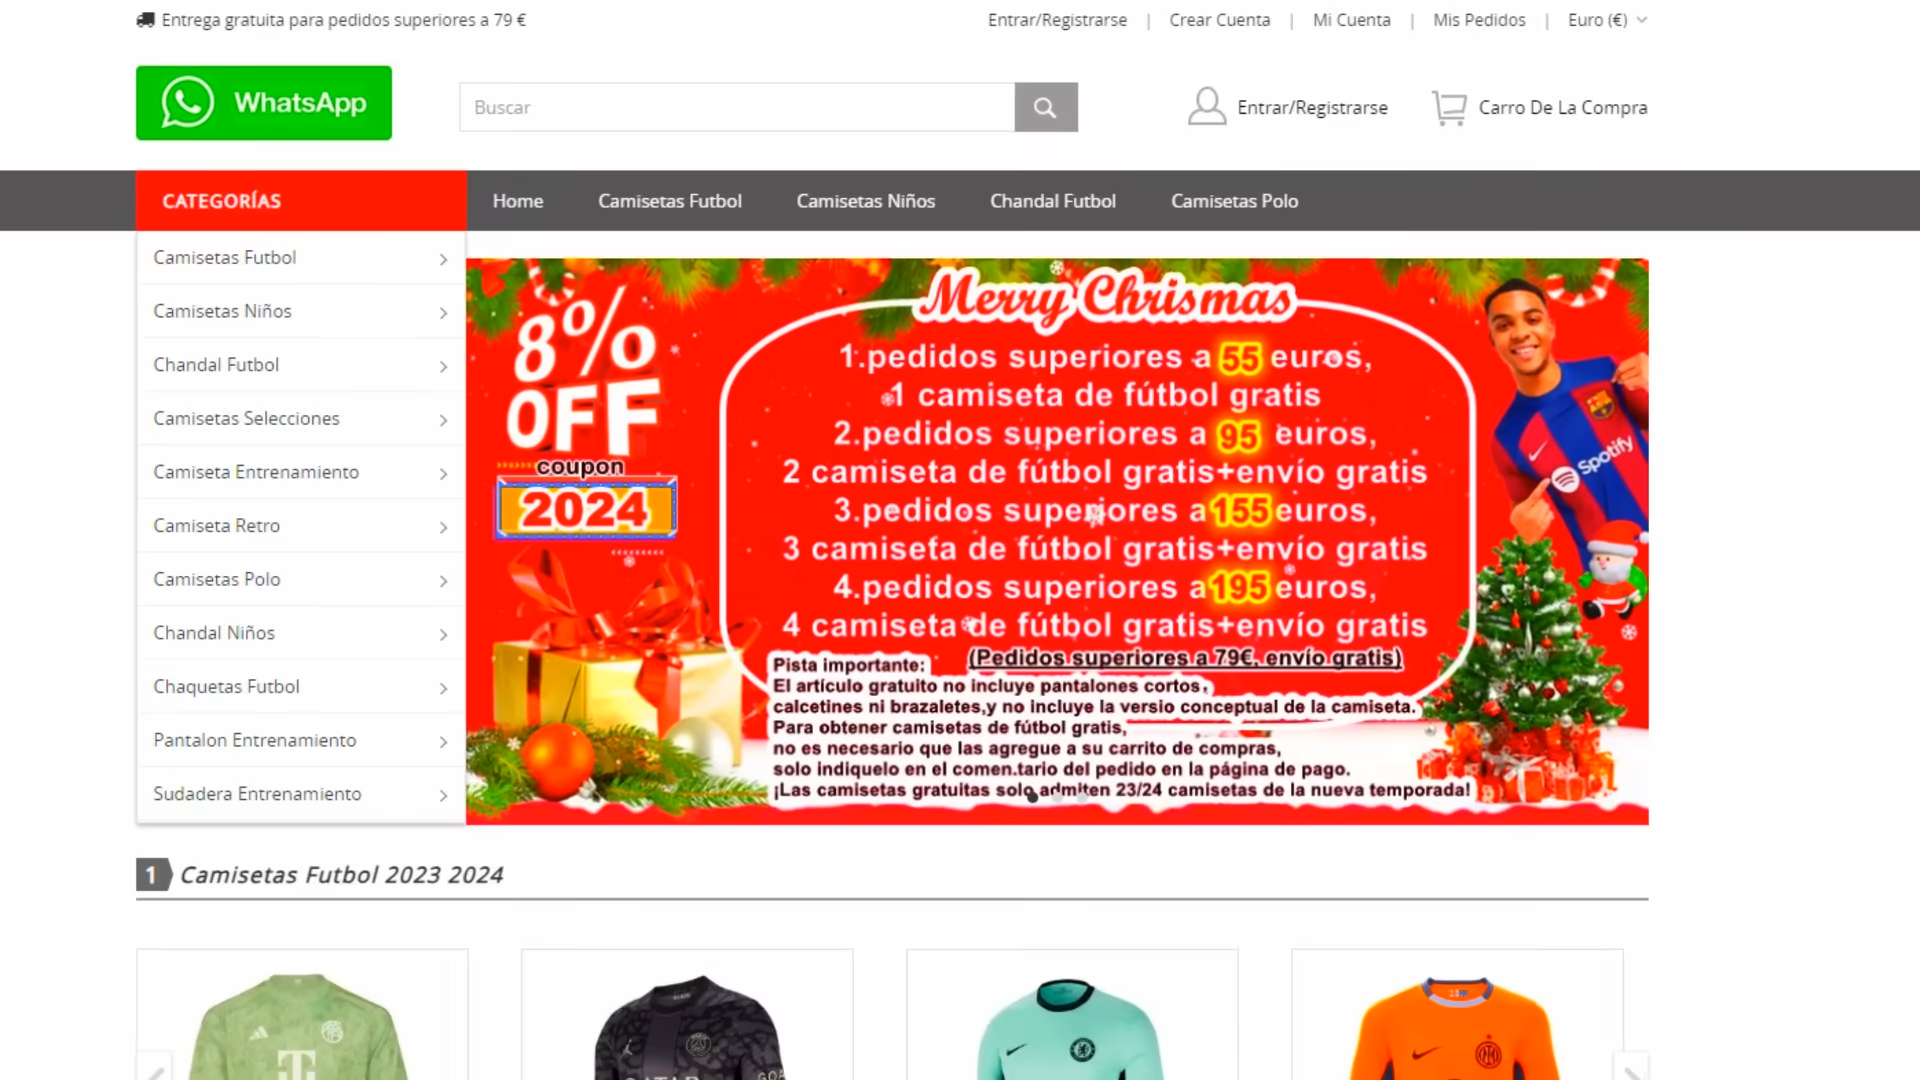 Entrega gratuita para pedidos superiores a 79 €
Entrar/Registrarse | Crear Cuenta | Mi Cuenta | Mis Pedidos | Euro (€)
WhatsApp
Buscar
Entrar/Registrarse
Carro De La Compra
CATEGORÍAS
Home
Camisetas Futbol
Camisetas Niños
Chandal Futbol
Camisetas Polo
Camisetas Futbol
Camisetas Niños
Chandal Futbol
Camisetas Selecciones
Camiseta Entrenamiento
Camiseta Retro
Camisetas Polo
Chandal Niños
Chaquetas Futbol
Pantalon Entrenamiento
Sudadera Entrenamiento
8%
OFF
coupon
2024
Merry Chrismas
1.pedidos superiores a 55 euros,
1 camiseta de fútbol gratis
2.pedidos superiores a 95 euros,
2 camiseta de fútbol gratis+envío gratis
3.pedidos superiores a 155 euros,
3 camiseta de fútbol gratis+envío gratis
4.pedidos superiores a 195 euros,
4 camiseta de fútbol gratis+envío gratis
(Pedidos superiores a 79€, envío gratis)
Pista importante:
El artículo gratuito no incluye pantalones cortos,
calcetines ni brazaletes,y no incluye la versio conceptual de la camiseta.
Para obtener camisetas de fútbol gratis,
no es necesario que las agregue a su carrito de compras,
solo indíquelo en el comen.tario del pedido en la página de pago.
¡Las camisetas gratuitas solo admiten 23/24 camisetas de la nueva temporada!
Spotify
1 Camisetas Futbol 2023 2024
T
QATAR
GOA